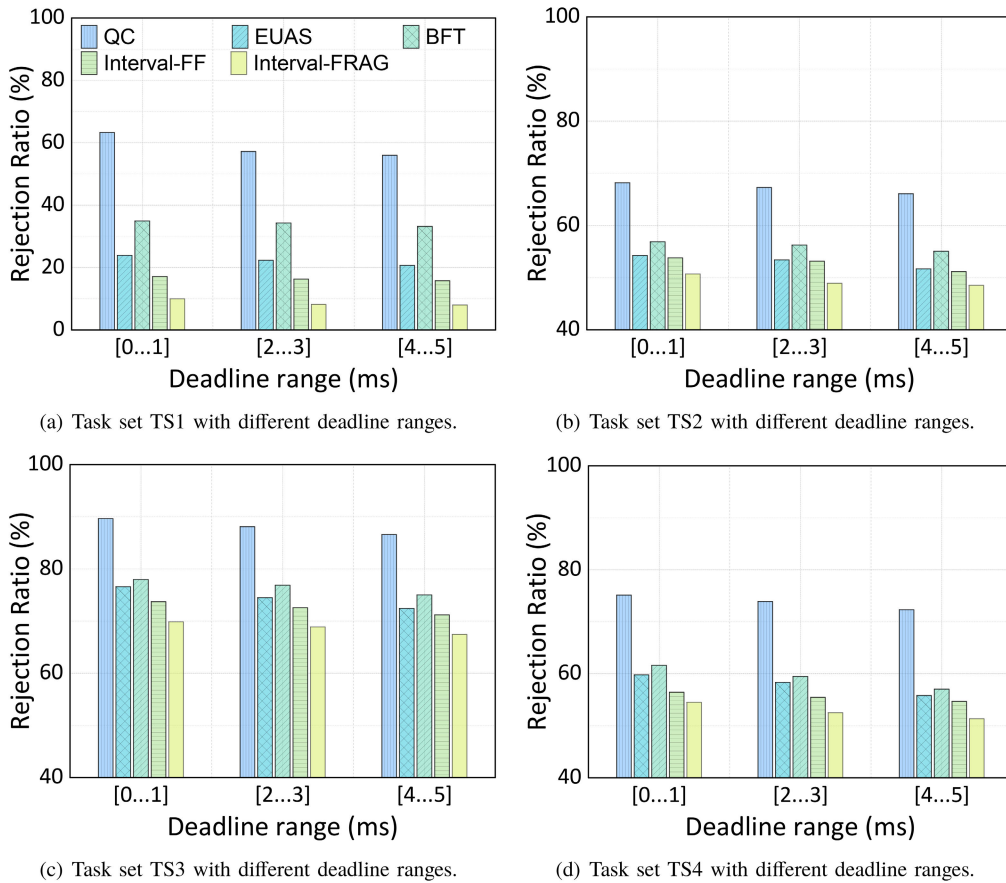 100
80
60
40
20
0
Rejection Ratio (%)
QC EUAS BFT
Interval-FF Interval-FRAG
[0...1] [2...3] [4...5]
Deadline range (ms)
(a) Task set TS1 with different deadline ranges.
100
80
60
40
Rejection Ratio (%)
[0...1] [2...3] [4...5]
Deadline range (ms)
(b) Task set TS2 with different deadline ranges.
100
80
60
40
Rejection Ratio (%)
[0...1] [2...3] [4...5]
Deadline range (ms)
(c) Task set TS3 with different deadline ranges.
100
80
60
40
Rejection Ratio (%)
[0...1] [2...3] [4...5]
Deadline range (ms)
(d) Task set TS4 with different deadline ranges.